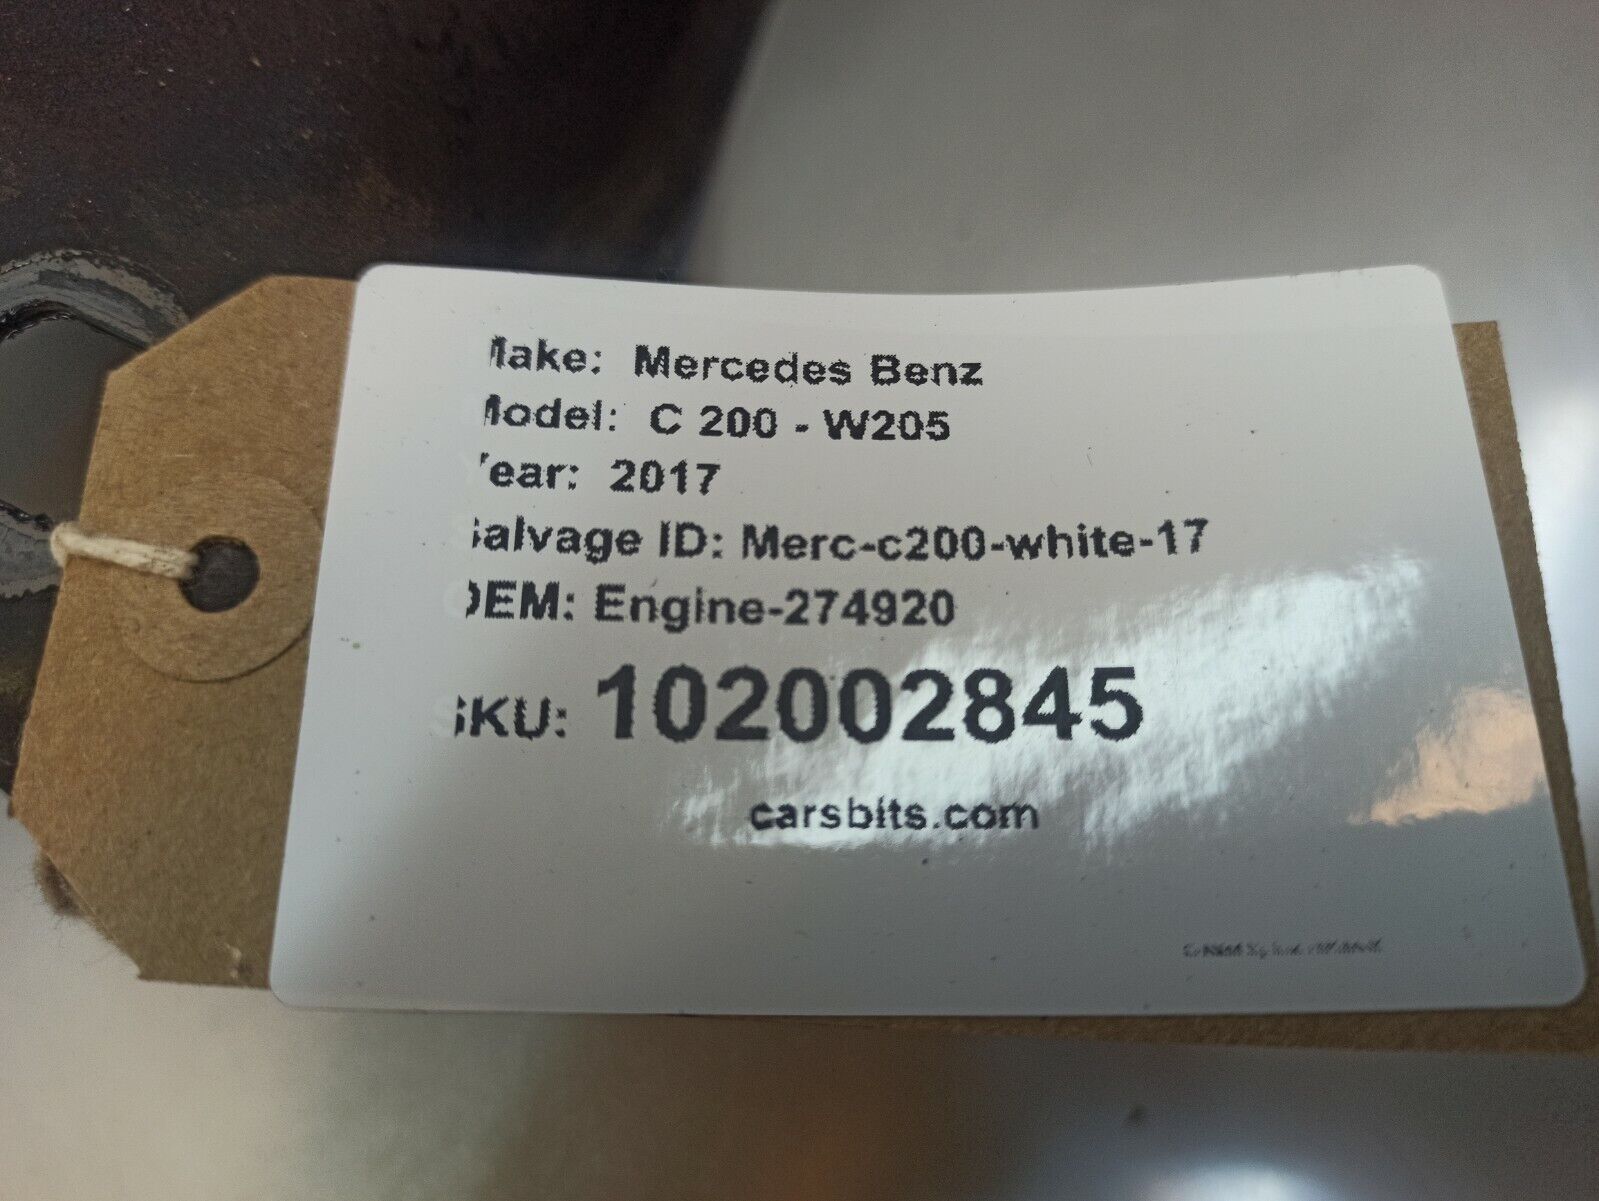 Make: Mercedes Benz
Model: C 200 - W205
Year: 2017
Salvage ID: Merc-c200-white-17
OEM: Engine-274920
SKU: 102002845
carsbits.com